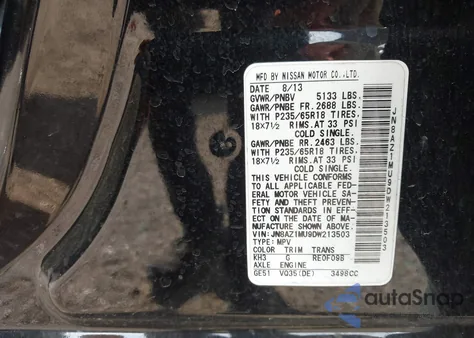 MFD BY NISSAN MOTOR CO.,LTD.
DATE 8/13
GVWR/PNBV 5133 LBS.
GAWR/PNBE FR. 2688 LBS.
WITH P235/65R18 TIRES.
18X7½ RIMS.AT 33 PSI
COLD SINGLE.
GAWR/PNBE RR. 2463 LBS.
WITH P235/65R18 TIRES.
18X7½ RIMS.AT 33 PSI
COLD SINGLE.
THIS VEHICLE CONFORMS
TO ALL APPLICABLE FED-
ERAL MOTOR VEHICLE SA-
FETY AND THEFT PREVEN-
TION STANDARDS IN EFF-
ECT ON THE DATE OF MA-
NUFACTURE SHOWN ABOVE.
VIN:JN8AZ1MU9DW213503
TYPE:MPV
COLOR TRIM TRANS
KH3 G RE0F09B
AXLE ENGINE
GE51 VQ35(DE) 3498CC
JN8AZ1MU9DW213503
autoSnap